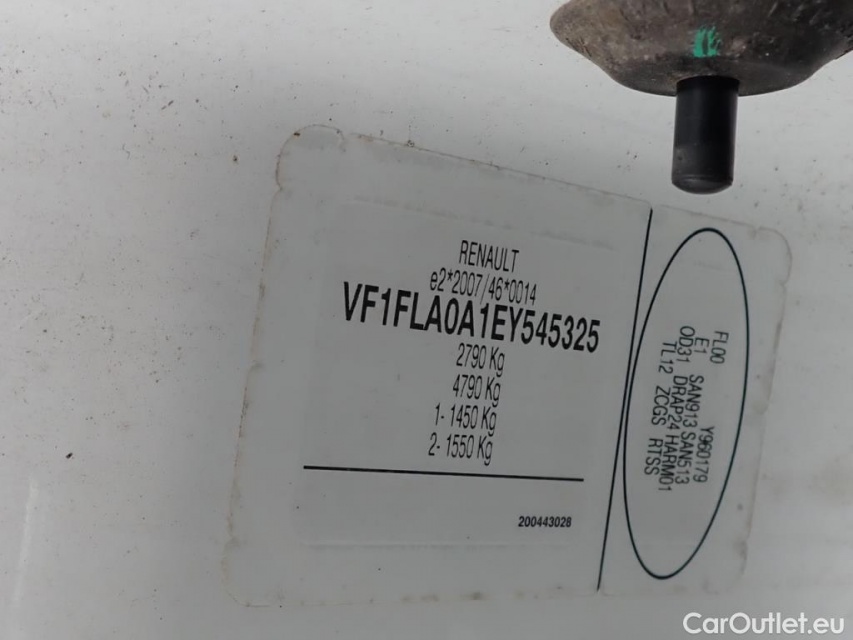 RENAULT
e2*2007/46*0014
VF1FLA0A1EY545325
2790 Kg
4790 Kg
1- 1450 Kg
2- 1550 Kg
200443028
FL00 Y960179
E1 SAN913 SAN513
OD31 DRAP24 HARM01
TL12 ZCGS RTSS
CarOutlet.eu